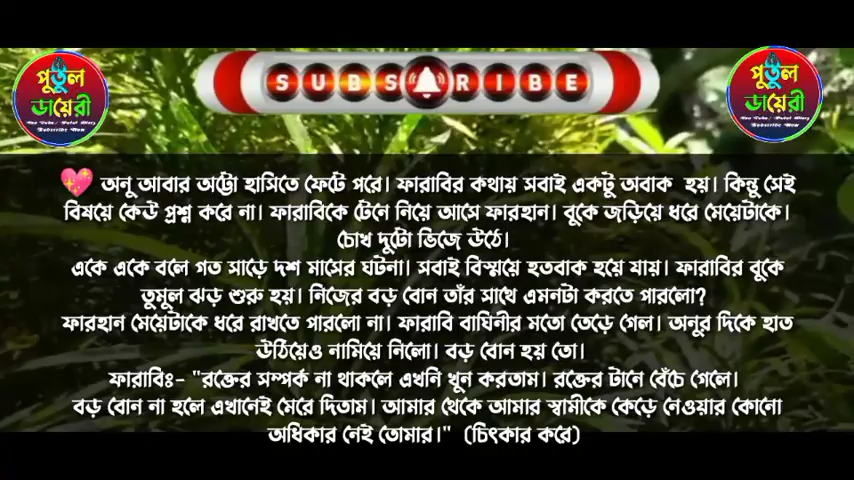 পুতুল
ডায়েরী
SUBSRIBE
পুতুল
ডায়েরী
💖 অনু আবার অট্টো হাসিতে ফেটে পরে। ফারাবির কথায় সবাই একটু অবাক হয়। কিন্তু সেই
বিষয়ে কেউ প্রশ্ন করে না। ফারাবিকে টেনে নিয়ে আসে ফারহান। বুকে জড়িয়ে ধরে মেয়েটাকে।
চোখ দুটো ভিজে উঠে।
একে একে বলে গত সাড়ে দশ মাসের ঘটনা। সবাই বিস্ময়ে হতবাক হয়ে যায়। ফারাবির বুকে
তুমুল ঝড় শুরু হয়। নিজের বড় বোন তাঁর সাথে এমনটা করতে পারলো?
ফারহান মেয়েটাকে ধরে রাখতে পারলো না। ফারাবি বাঘিনীর মতো তেড়ে গেল। অনুর দিকে হাত
উঠিয়েও নামিয়ে নিলো। বড় বোন হয় তো।
ফারাবিঃ- "রক্তের সম্পর্ক না থাকলে এখনি খুন করতাম। রক্তের টানে বেঁচে গেলে।
বড় বোন না হলে এখানেই মেরে দিতাম। আমার থেকে আমার স্বামীকে কেড়ে নেওয়ার কোনো
অধিকার নেই তোমার।" (চিৎকার করে)